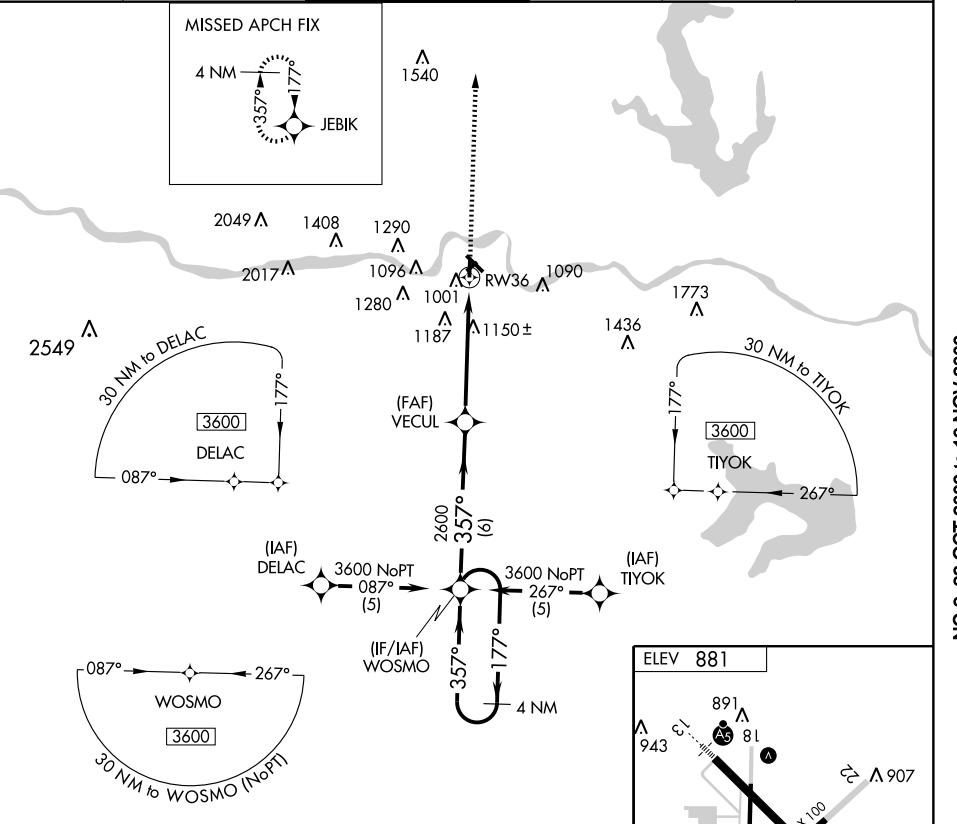 MISSED APCH FIX
4 NM
177°
357°
JEBIK
1540
2049
1408
1290
2017
1096
1280
1001
RW36
1090
1187
1150 ±
1773
1436
2549
30 NM to DELAC
177°
3600
DELAC
087°
(FAF)
VECUL
30 NM to TIYOK
177°
3600
TIYOK
267°
2600
357°
(6)
(IAF)
DELAC
3600 NoPT
087°
(5)
3600 NoPT
267°
(5)
(IAF)
TIYOK
(IF/IAF)
WOSMO
357°
177°
4 NM
087°
267°
WOSMO
3600
30 NM to WOSMO (NoPT)
ELEV 881
891
943
13
A5
18
V
22
907
X 100